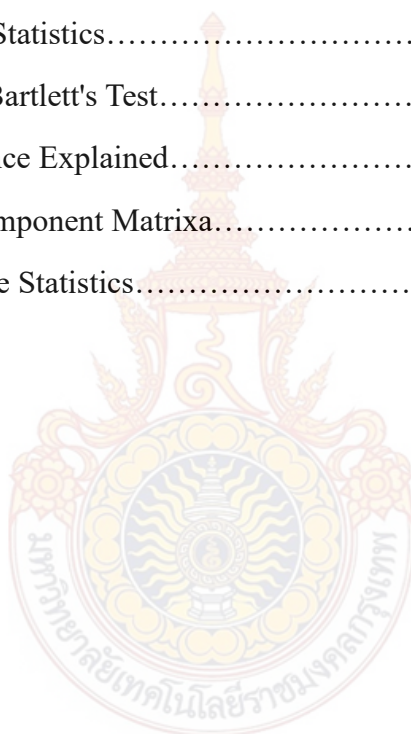 Statistics……………………………
Bartlett's Test…………………………
nce Explained…………………………
mponent Matrixa……………………
e Statistics……………………………
มหาวิทยาลัยเทคโนโลยีราชมงคลกรุงเทพ